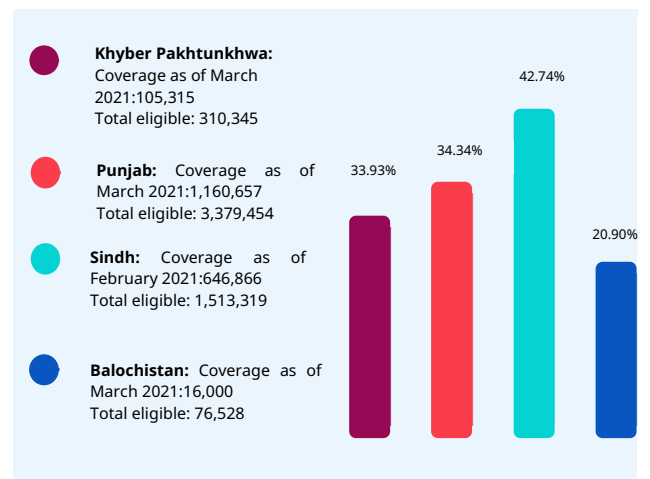 Khyber Pakhtunkhwa:
Coverage as of March
2021:105,315
Total eligible: 310,345
Punjab: Coverage as of
March 2021:1,160,657
Total eligible: 3,379,454
Sindh: Coverage as of
February 2021:646,866
Total eligible: 1,513,319
Balochistan: Coverage as of
March 2021:16,000
Total eligible: 76,528
33.93%
34.34%
42.74%
20.90%